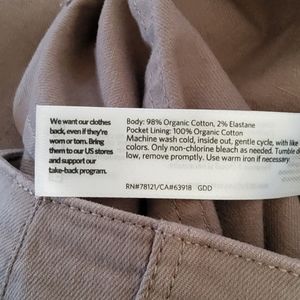 We want our clothes
back, even if they're
worn or torn. Bring
them to our US stores
and support our
take-back program.
Body: 98% Organic Cotton, 2% Elastane
Pocket Lining: 100% Organic Cotton
Machine wash cold, inside out, gentle cycle, with like
colors. Only non-chlorine bleach as needed. Tumble d
low, remove promptly. Use warm iron if necessary.
RN#78121/CA#63918 GDD